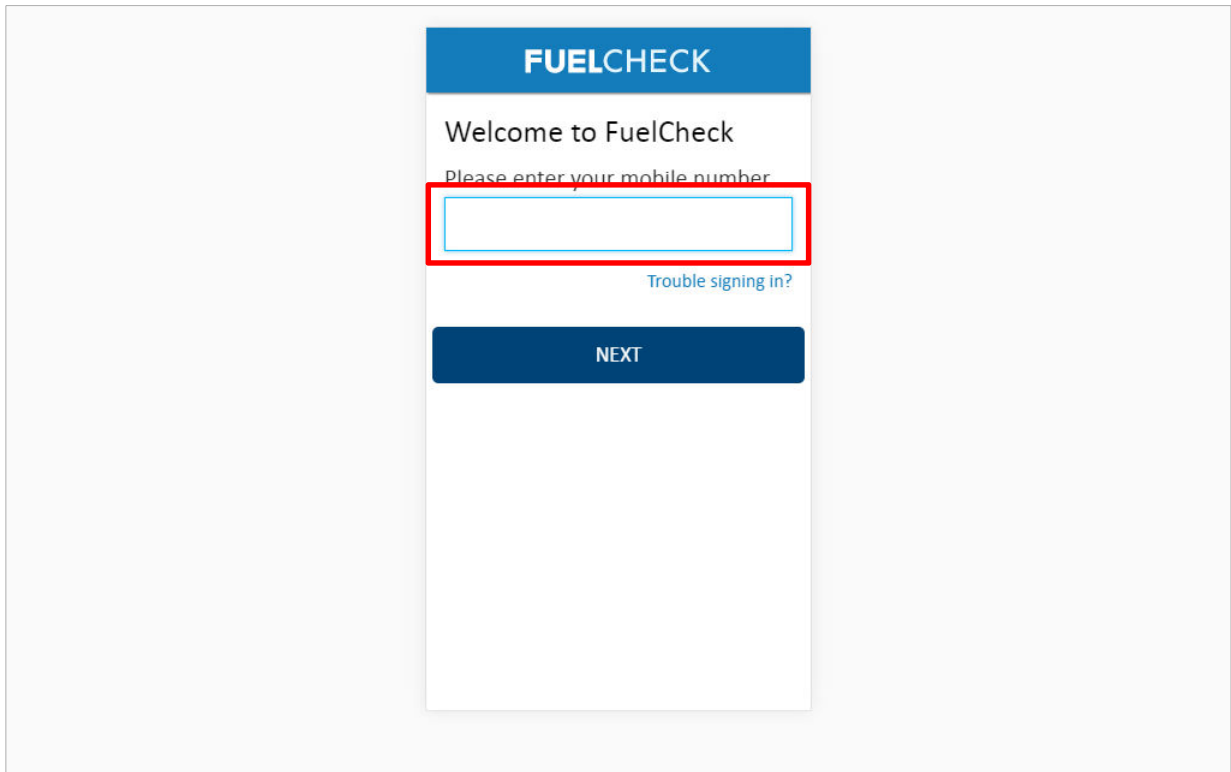 FUELCHECK
Welcome to FuelCheck
Please enter your mobile number
Trouble signing in?
NEXT